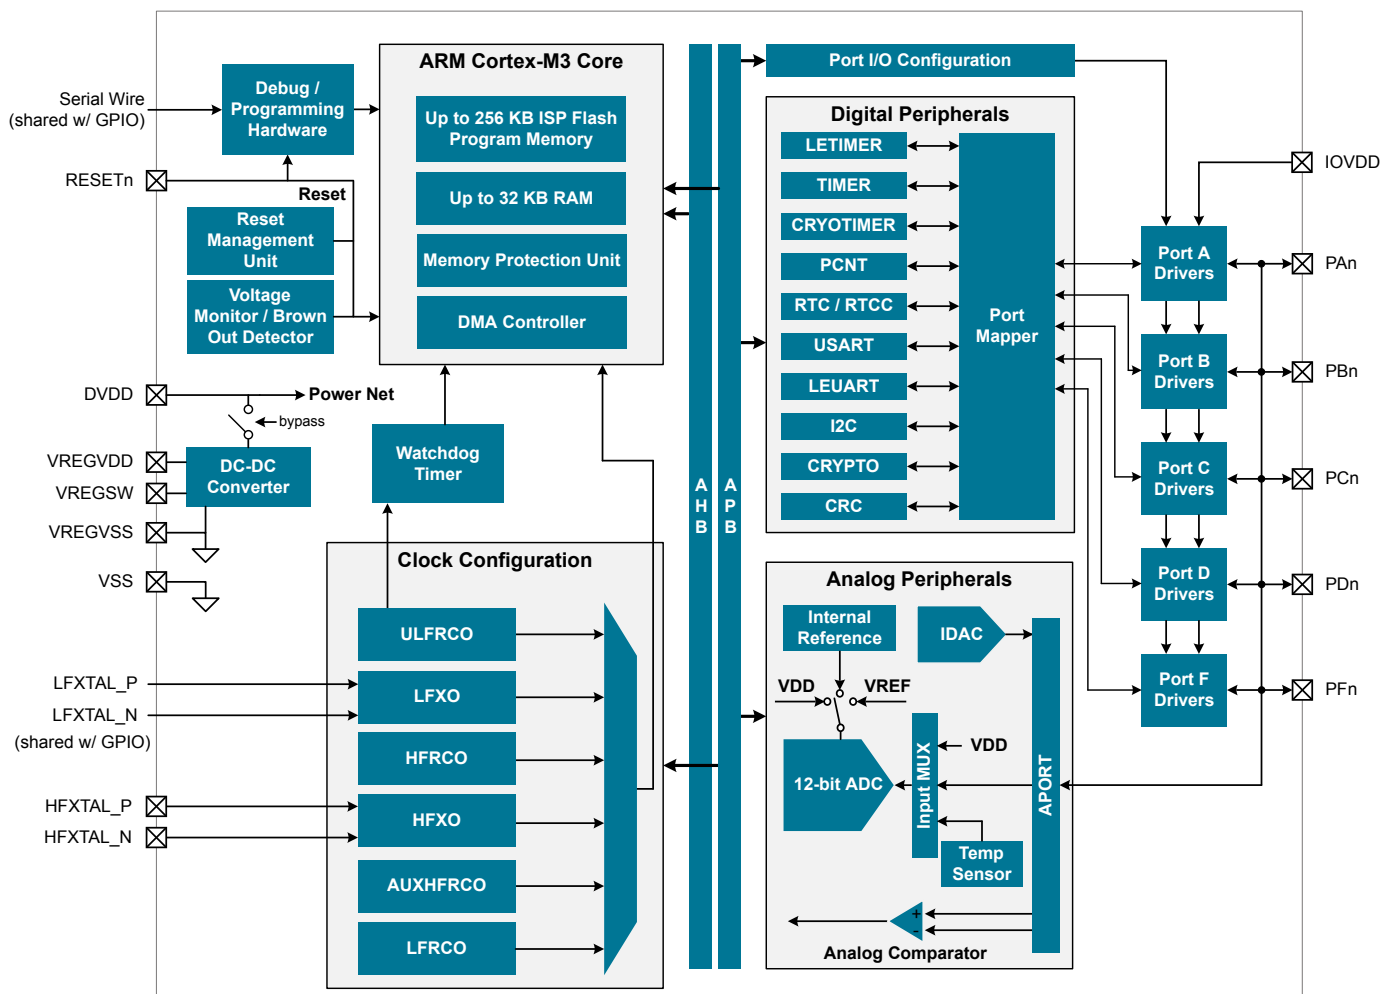 Serial Wire
(shared w/ GPIO)
RESETn
DVDD
VREGVDD
VREGSW
VREGVSS
VSS
LFXTAL_P
LFXTAL_N
(shared w/ GPIO)
HFXTAL_P
HFXTAL_N
Debug /
Programming
Hardware
Reset
Reset
Management
Unit
Voltage
Monitor / Brown
Out Detector
Power Net
bypass
DC-DC
Converter
ARM Cortex-M3 Core
Up to 256 KB ISP Flash
Program Memory
Up to 32 KB RAM
Memory Protection Unit
DMA Controller
Watchdog
Timer
Clock Configuration
ULFRCO
LFXO
HFRCO
HFXO
AUXHFRCO
LFRCO
A
H
B
A
P
B
Port I/O Configuration
Digital Peripherals
LETIMER
TIMER
CRYOTIMER
PCNT
RTC / RTCC
USART
LEUART
I2C
CRYPTO
CRC
Port
Mapper
Analog Peripherals
Internal
Reference
IDAC
VDD
VREF
12-bit ADC
Input MUX
VDD
Temp
Sensor
APORT
+
-
Analog Comparator
Port A
Drivers
Port B
Drivers
Port C
Drivers
Port D
Drivers
Port F
Drivers
IOVDD
PAn
PBn
PCn
PDn
PFn